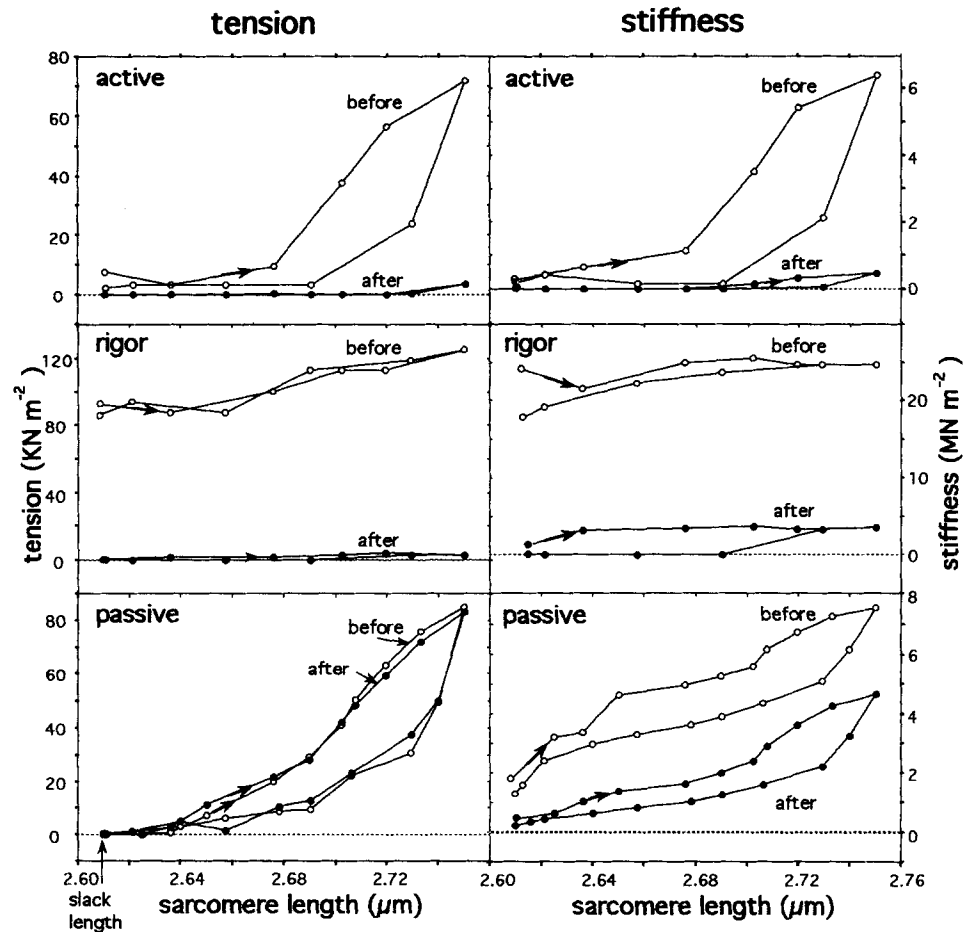 tension stiffness
active
before
after
80
60
40
20
0
active
before
after
6
4
2
0
rigor
before
after
120
80
40
0
rigor
before
after
20
10
0
passive
before
after
80
60
40
20
0
passive
before
after
8
6
4
2
0
tension (KN m-2)
stiffness (MN m-2)
2.60 2.64 2.68 2.72 2.60 2.64 2.68 2.72 2.76
slack
length
sarcomere length (µm) sarcomere length (µm)